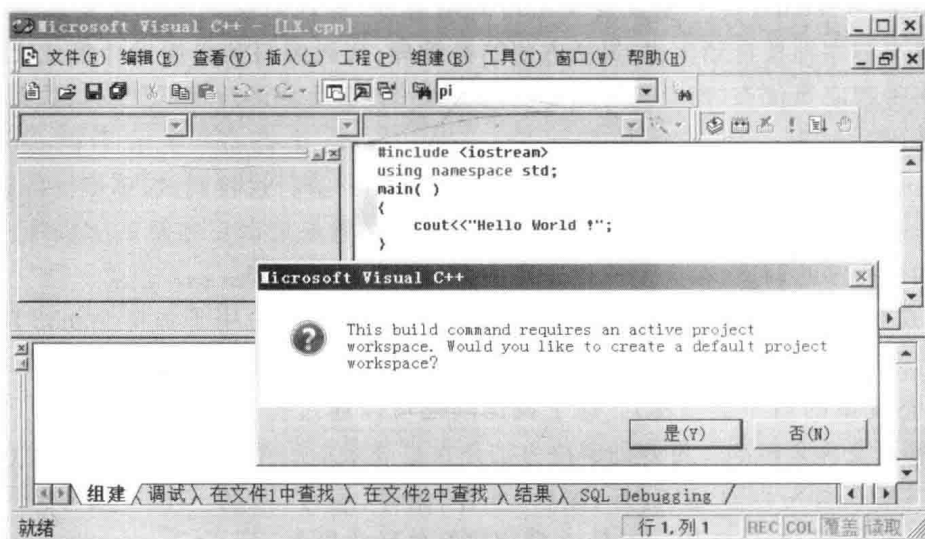 Microsoft Visual C++ - [LX.cpp]
文件(F) 编辑(E) 查看(V) 插入(I) 工程(P) 组建(B) 工具(T) 窗口(W) 帮助(H)
pi
#include <iostream>
using namespace std;
main( )
{
cout<<"Hello World !";
}
Microsoft Visual C++
This build command requires an active project
workspace. Would you like to create a default project
workspace?
是(Y) 否(N)
组建 调试 在文件1中查找 在文件2中查找 结果 SQL Debugging
就绪 行 1, 列 1 REC COL 覆盖 读取